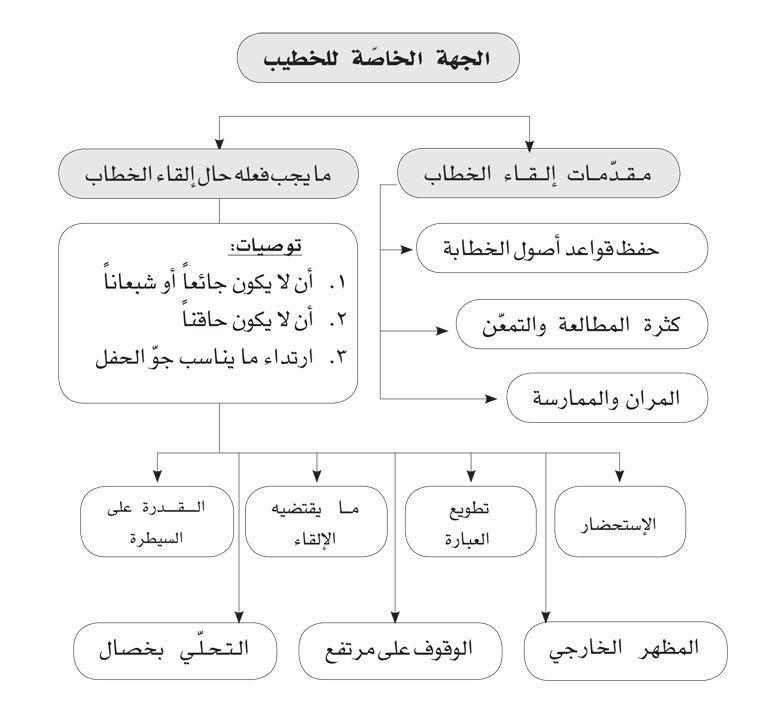 الجهة الخاصّة للخطيب
مقدّمات إلقاء الخطاب
حفظ قواعد أصول الخطابة
كثرة المطالعة والتمعّن
المران والممارسة
ما يجب فعله حال إلقاء الخطاب
توصيات:
١. أن لا يكون جائعاً أو شبعاناً
٢. أن لا يكون حاقناً
٣. ارتداء ما يناسب جوّ الحفل
الإستحضار
تطويع
العبارة
ما يقتضيه
الإلقاء
القدرة على
السيطرة
المظهر الخارجي
الوقوف على مرتفع
التحلّي بخصال